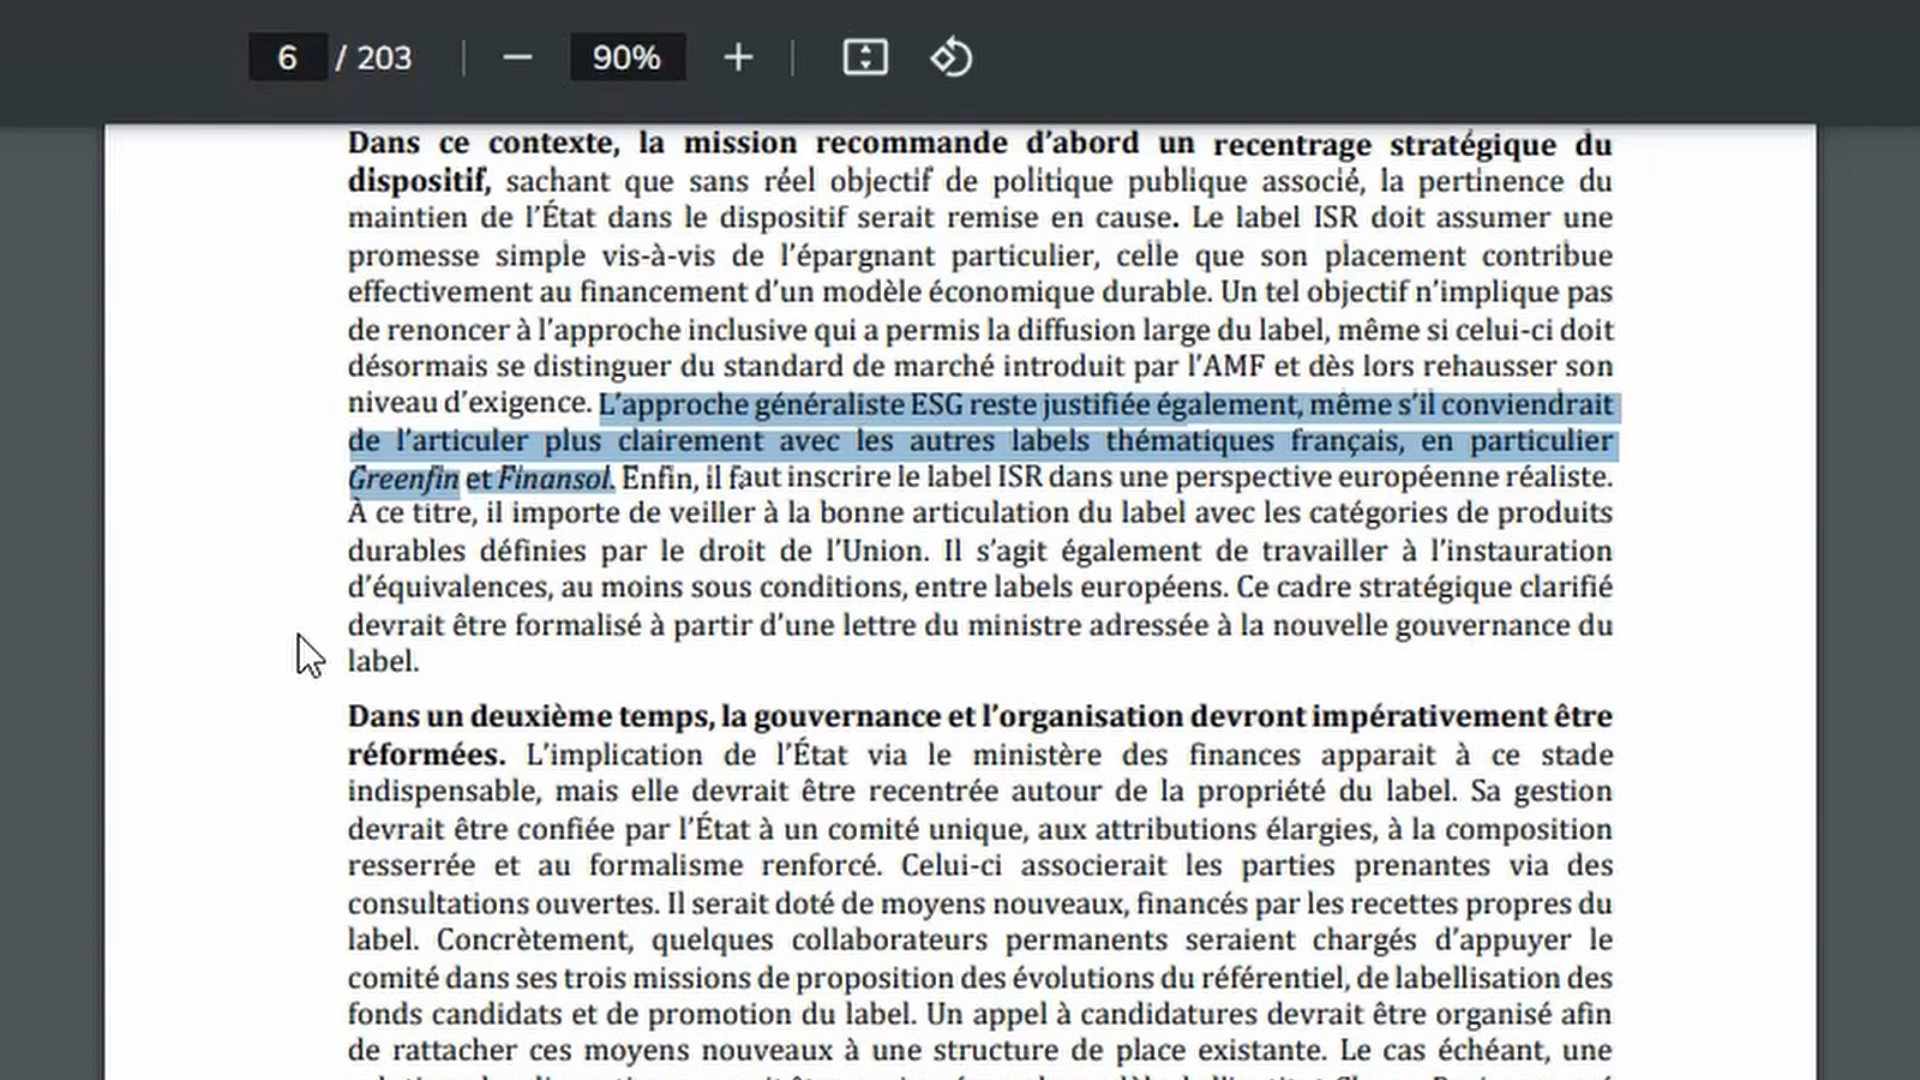 6 / 203 90%
Dans ce contexte, la mission recommande d’abord un recentrage stratégique du
dispositif, sachant que sans réel objectif de politique publique associé, la pertinence du
maintien de l’État dans le dispositif serait remise en cause. Le label ISR doit assumer une
promesse simple vis-à-vis de l’épargnant particulier, celle que son placement contribue
effectivement au financement d’un modèle économique durable. Un tel objectif n’implique pas
de renoncer à l’approche inclusive qui a permis la diffusion large du label, même si celui-ci doit
désormais se distinguer du standard de marché introduit par l’AMF et dès lors rehausser son
niveau d’exigence. L’approche généraliste ESG reste justifiée également, même s’il conviendrait
de l’articuler plus clairement avec les autres labels thématiques français, en particulier
Greenfin et Finansol. Enfin, il faut inscrire le label ISR dans une perspective européenne réaliste.
À ce titre, il importe de veiller à la bonne articulation du label avec les catégories de produits
durables définies par le droit de l’Union. Il s’agit également de travailler à l’instauration
d’équivalences, au moins sous conditions, entre labels européens. Ce cadre stratégique clarifié
devrait être formalisé à partir d’une lettre du ministre adressée à la nouvelle gouvernance du
label.
Dans un deuxième temps, la gouvernance et l’organisation devront impérativement être
réformées. L’implication de l’État via le ministère des finances apparait à ce stade
indispensable, mais elle devrait être recentrée autour de la propriété du label. Sa gestion
devrait être confiée par l’État à un comité unique, aux attributions élargies, à la composition
resserrée et au formalisme renforcé. Celui-ci associerait les parties prenantes via des
consultations ouvertes. Il serait doté de moyens nouveaux, financés par les recettes propres du
label. Concrètement, quelques collaborateurs permanents seraient chargés d’appuyer le
comité dans ses trois missions de proposition des évolutions du référentiel, de labellisation des
fonds candidats et de promotion du label. Un appel à candidatures devrait être organisé afin
de rattacher ces moyens nouveaux à une structure de place existante. Le cas échéant, une